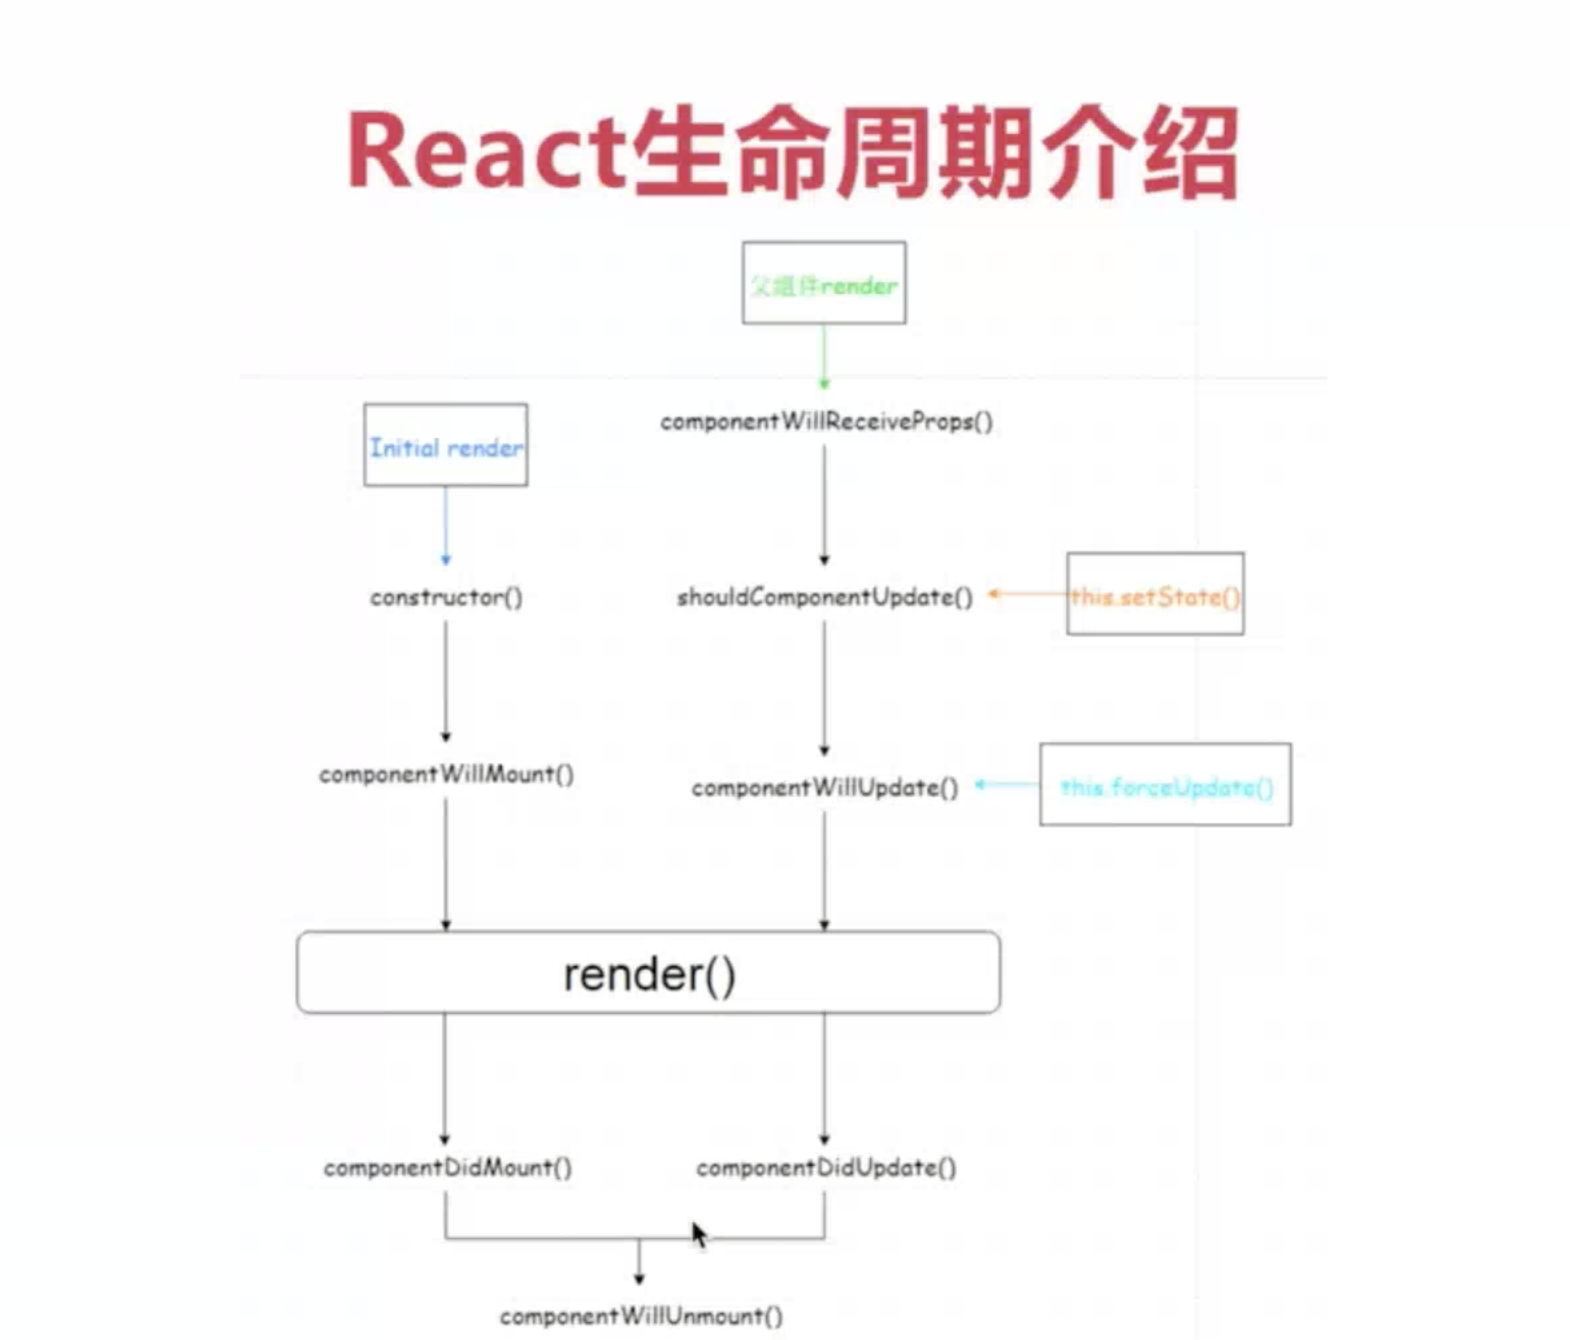 React生命周期介绍
父组件render
componentWillReceiveProps()
Initial render
constructor()
shouldComponentUpdate()
this.setState()
componentWillMount()
componentWillUpdate()
this.forceUpdate()
render()
componentDidMount()
componentDidUpdate()
componentWillUnmount()